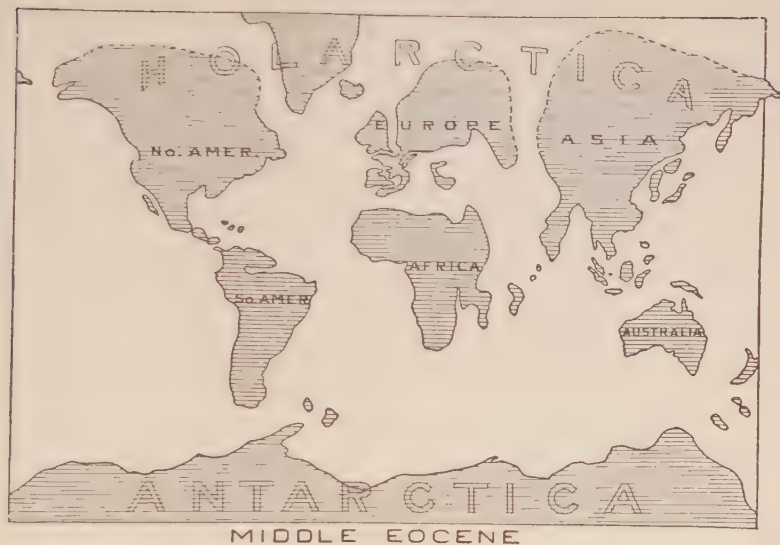 HOLARCTICA
EUROPE
ASIA
No. AMER.
AFRICA
So. AMER.
AUSTRALIA
ANTARCTICA
MIDDLE EOCENE